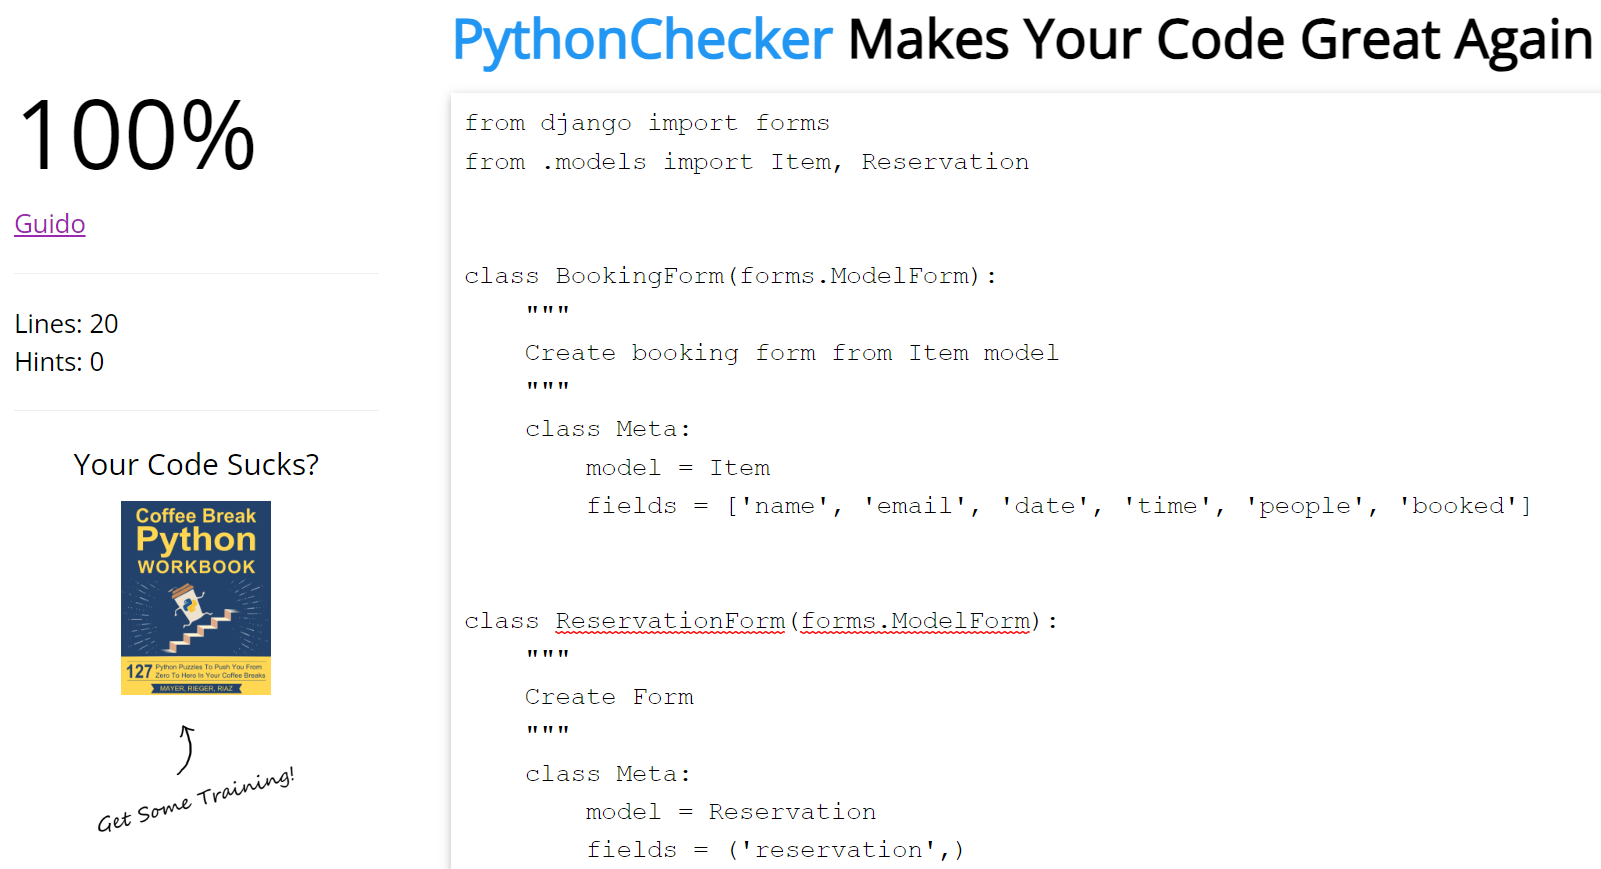 PythonChecker Makes Your Code Great Again
100%
Guido
Lines: 20
Hints: 0
Your Code Sucks?
Coffee Break
Python
WORKBOOK
127 Python Puzzles To Push You From
Zero To Hero In Your Coffee Breaks
MAYER, RIEGER, RIAZ
Get Some Training!
from django import forms
from .models import Item, Reservation
class BookingForm(forms.ModelForm):
"""
Create booking form from Item model
"""
class Meta:
model = Item
fields = ['name', 'email', 'date', 'time', 'people', 'booked']
class ReservationForm(forms.ModelForm):
"""
Create Form
"""
class Meta:
model = Reservation
fields = ('reservation',)